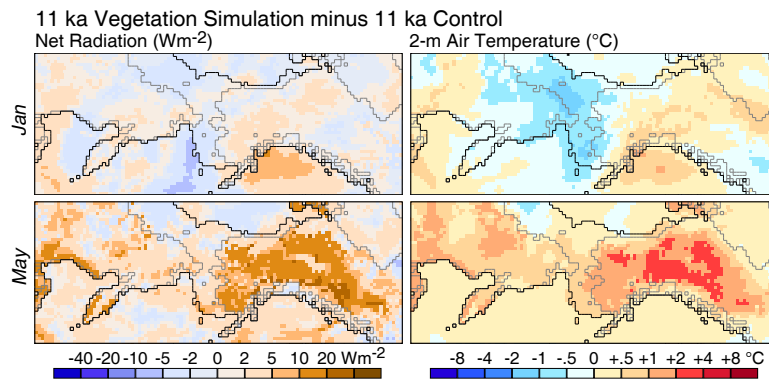 11 ka Vegetation Simulation minus 11 ka Control
Net Radiation (Wm-2)
2-m Air Temperature (°C)
Jan
May
-40 -20 -10 -5 -2 0 2 5 10 20 Wm-2
-8 -4 -2 -1 -.5 0 +.5 +1 +2 +4 +8 °C